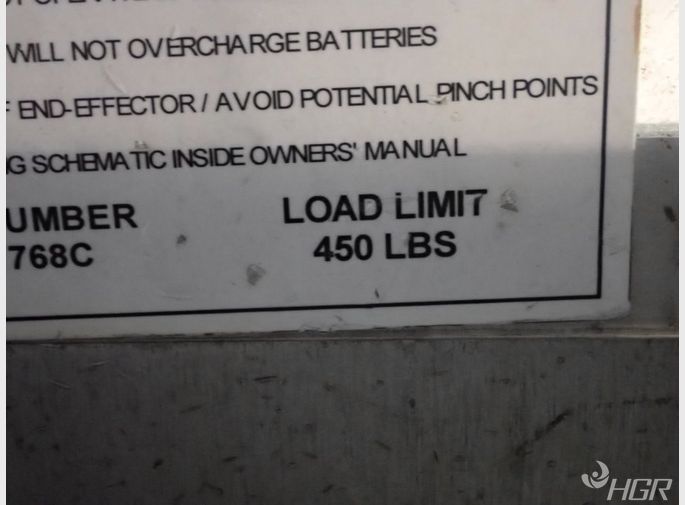 WILL NOT OVERCHARGE BATTERIES
END-EFFECTOR / AVOID POTENTIAL PINCH POINTS
SCHEMATIC INSIDE OWNERS' MANUAL
UMBER
LOAD LIMIT
768C
450 LBS
HGR